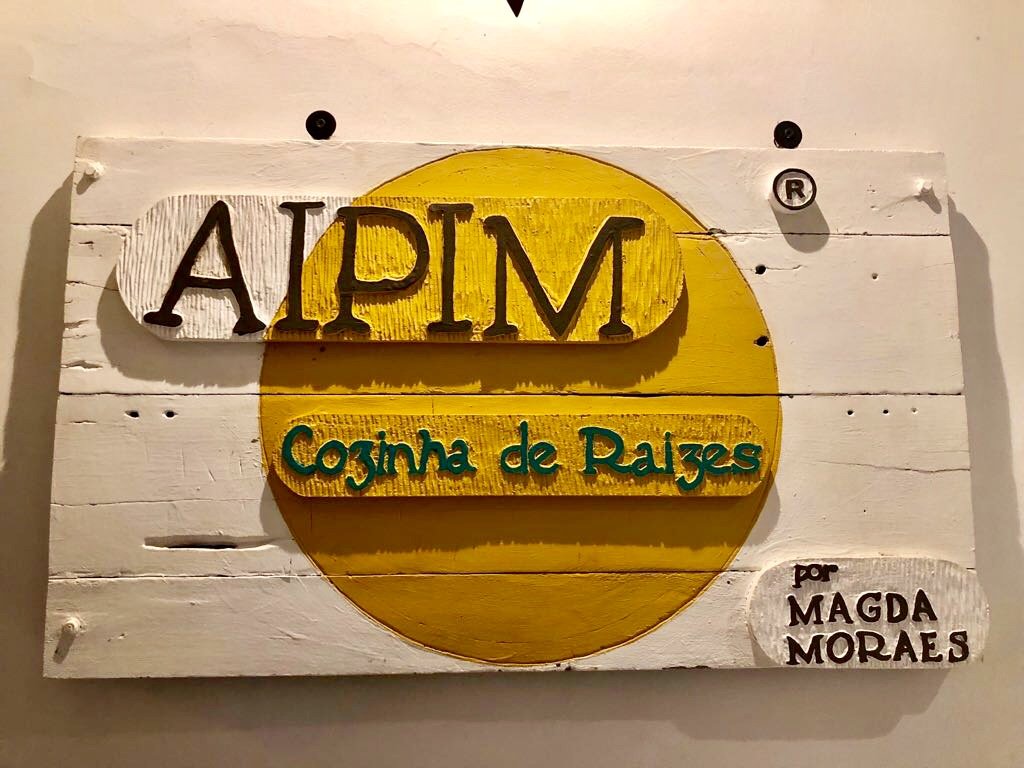 ®
AIPIM
Cozinha de Raizes
por
MAGDA
MORAES